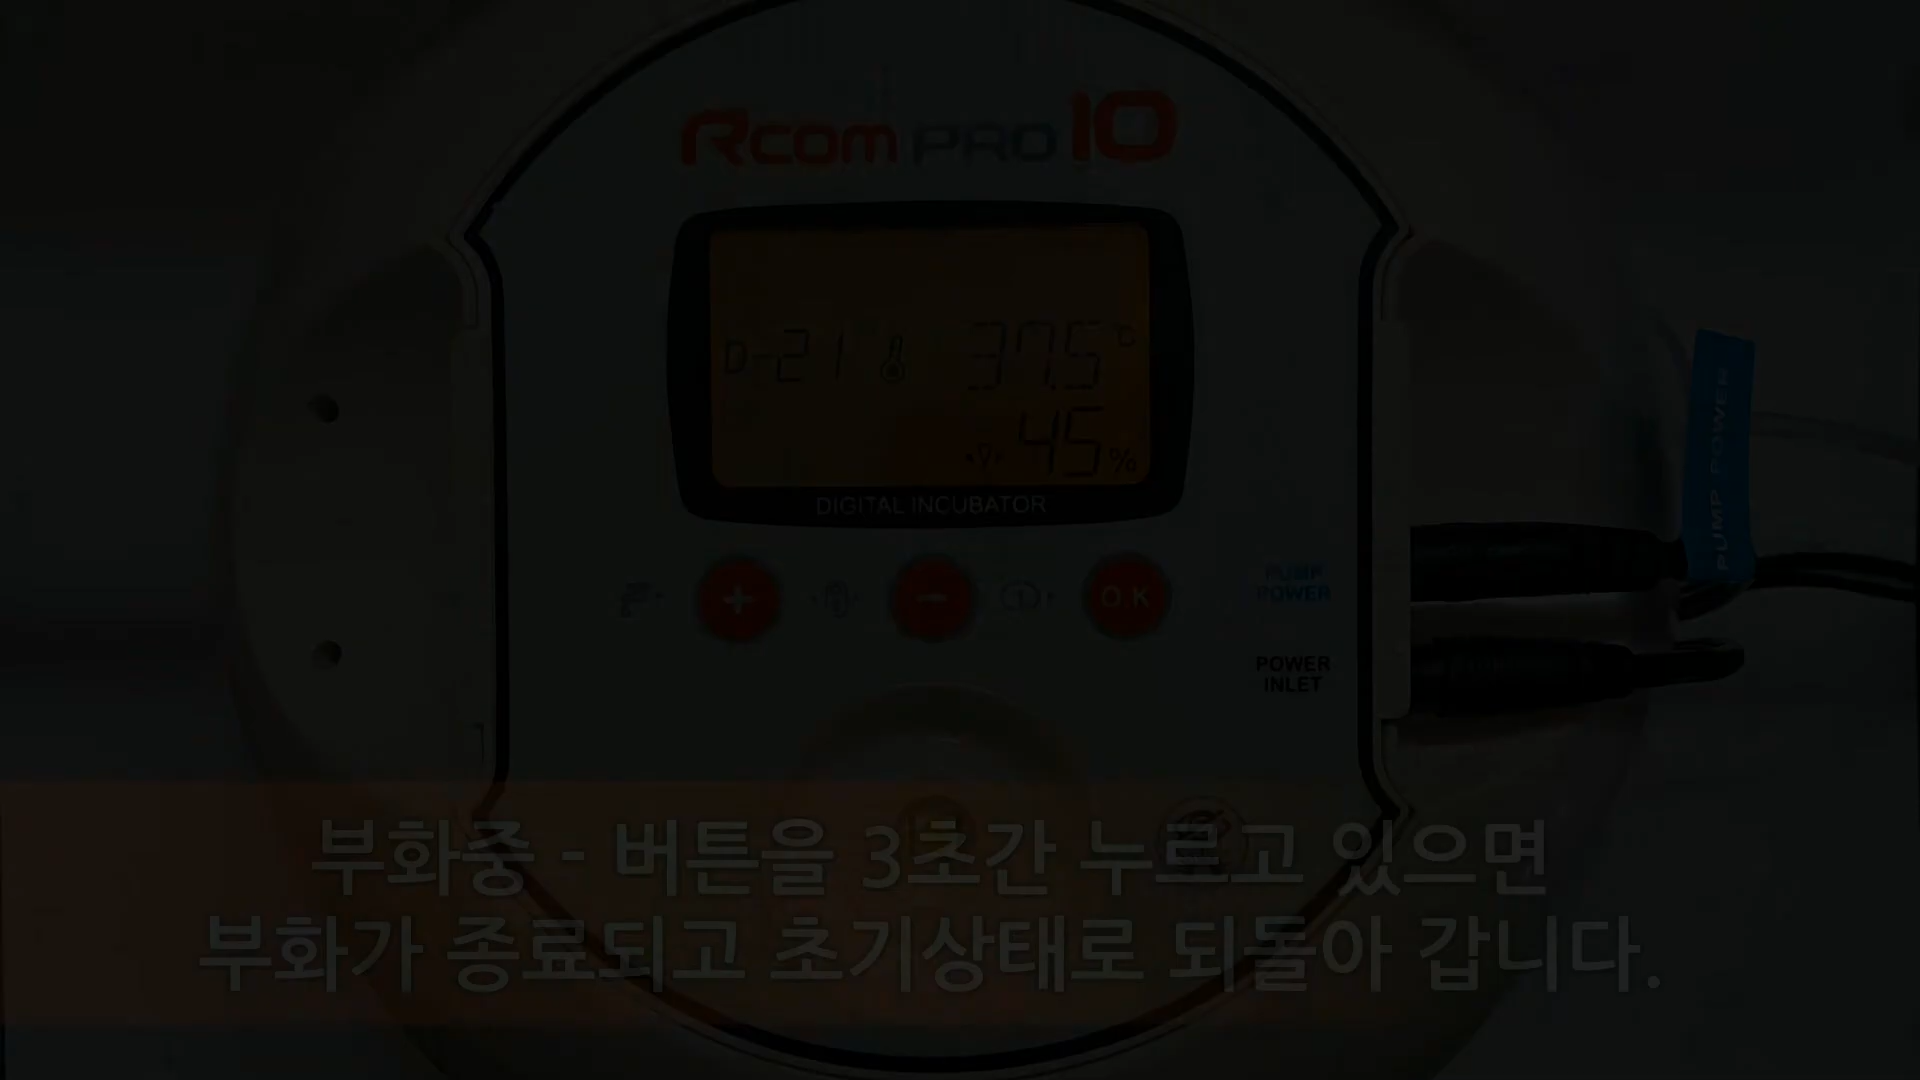 Rcom PRO 10
D-21 37.5 °C
45 %
DIGITAL INCUBATOR
+ - O.K
PUMP
POWER
POWER
INLET
PUMP POWER
부화중 - 버튼을 3초간 누르고 있으면
부화가 종료되고 초기상태로 되돌아 갑니다.